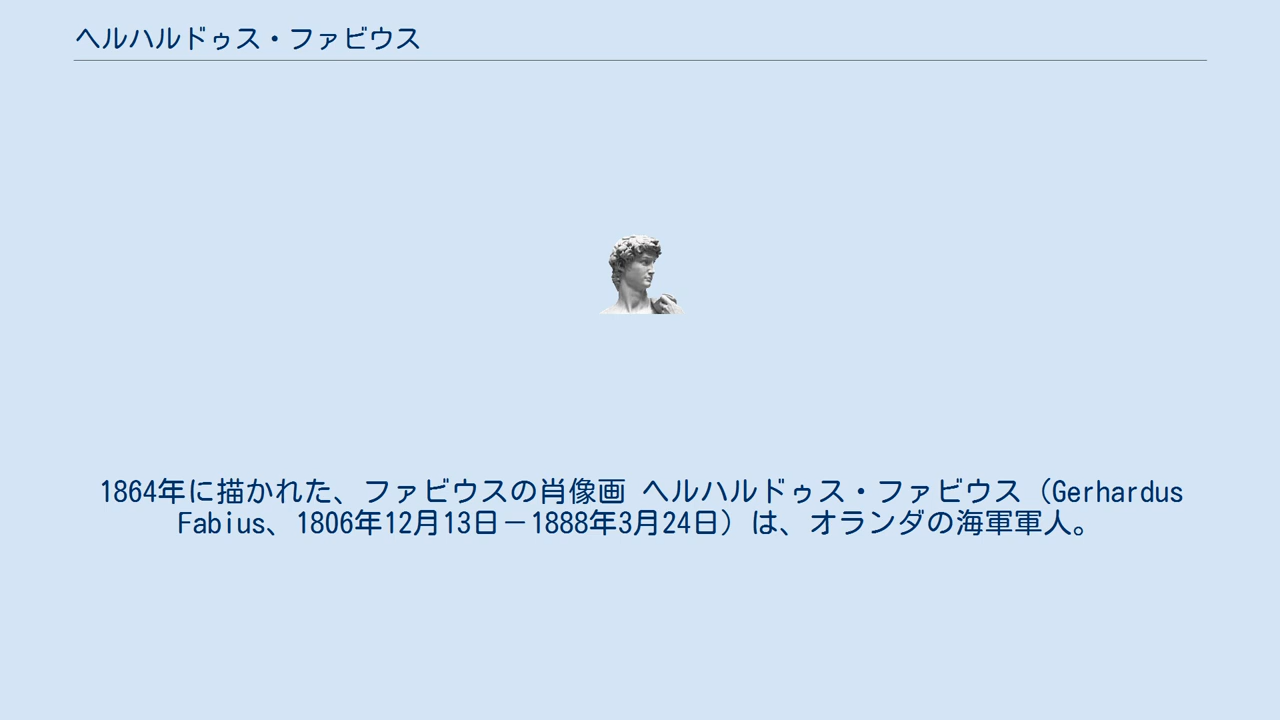 ヘルハルドゥス・ファビウス
1864年に描かれた、ファビウスの肖像画 ヘルハルドゥス・ファビウス（Gerhardus
Fabius、1806年12月13日－1888年3月24日）は、オランダの海軍軍人。